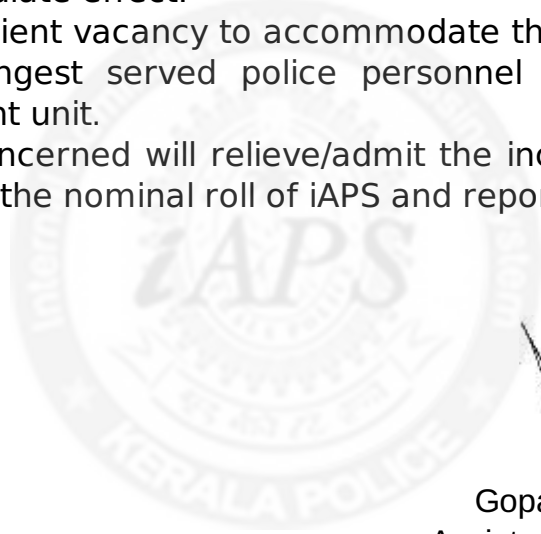 ient vacancy to accommodate th
ngest served police personnel
nt unit.
ncerned will relieve/admit the inc
the nominal roll of iAPS and repor
iAPS
KERALA POLICE
Gopa